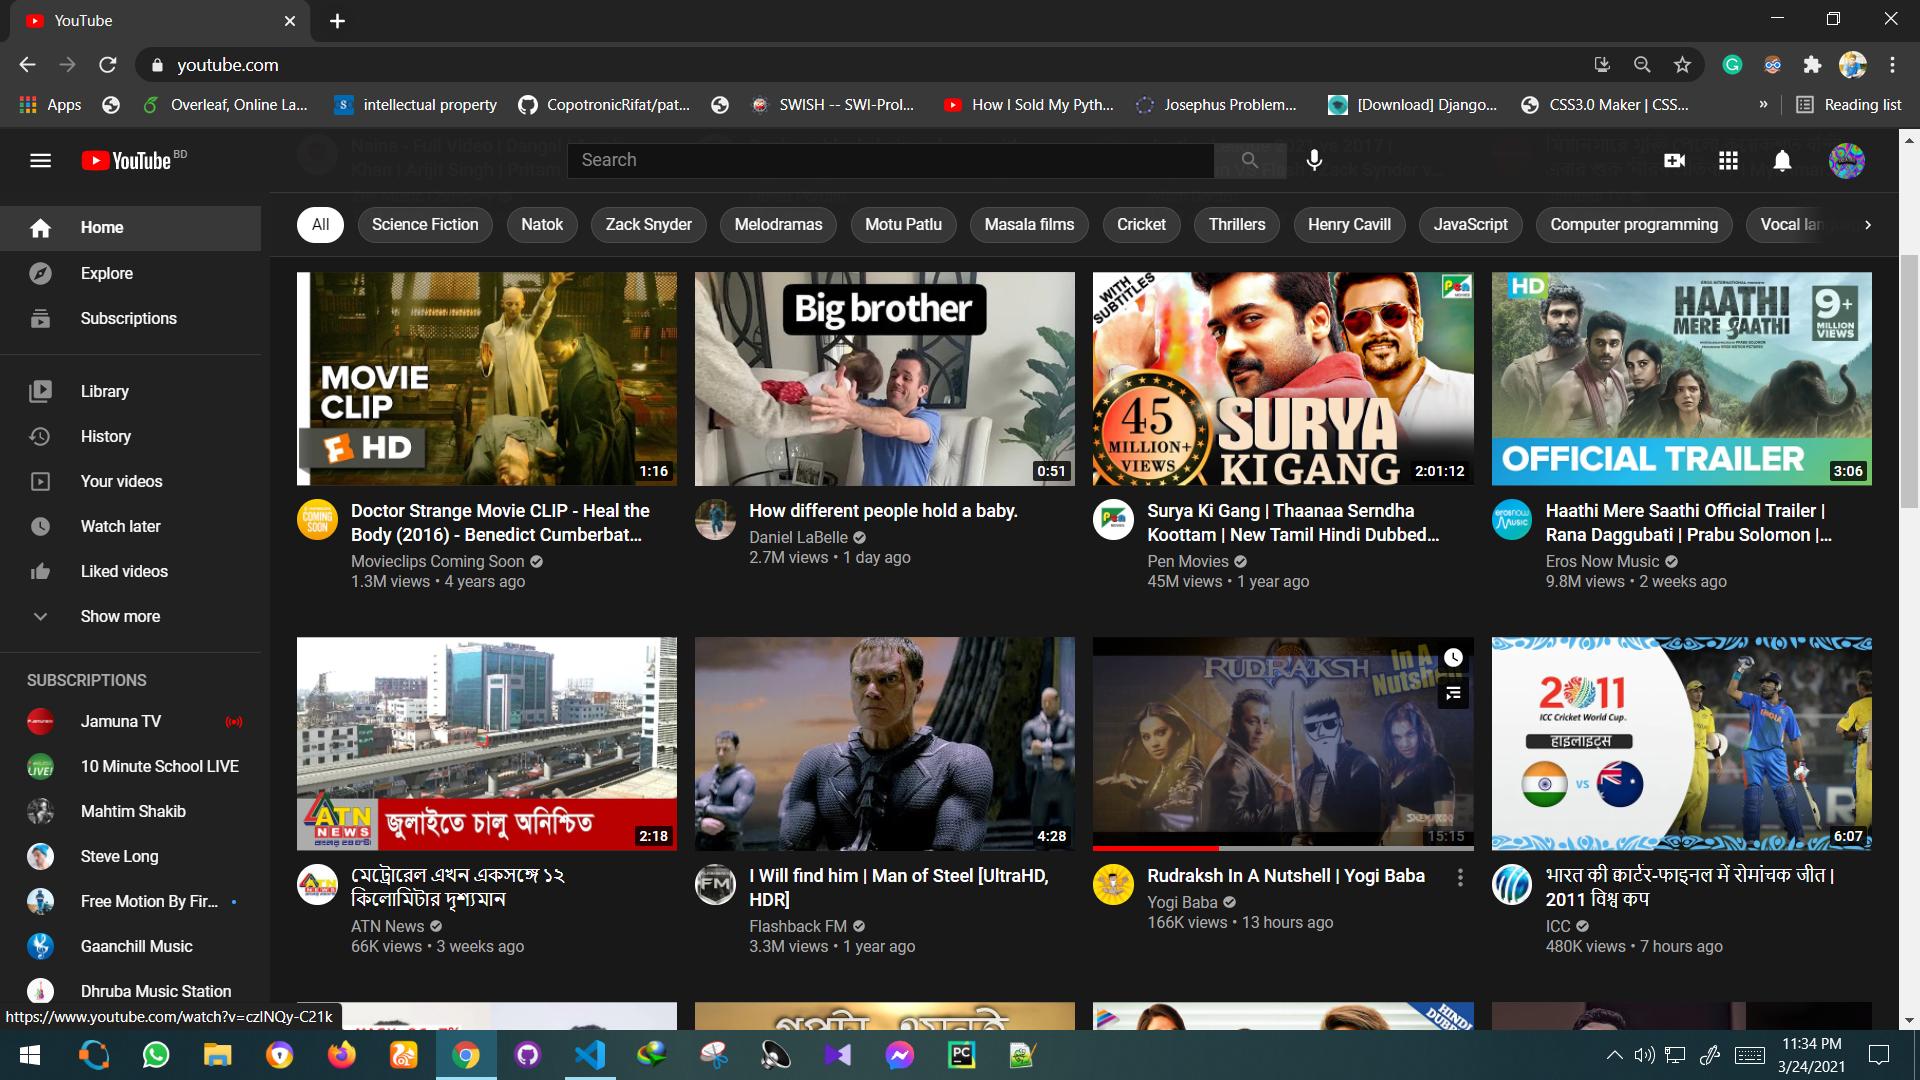 YouTube
youtube.com
Apps
Overleaf, Online La...
intellectual property
CopotronicRifat/pat...
SWISH -- SWI-Prol...
How I Sold My Pyth...
Josephus Problem...
[Download] Django...
CSS3.0 Maker | CSS...
»
Reading list
YouTube BD
Search
Home
Explore
Subscriptions
Library
History
Your videos
Watch later
Liked videos
Show more
SUBSCRIPTIONS
Jamuna TV
10 Minute School LIVE
Mahtim Shakib
Steve Long
Free Motion By Fir...
Gaanchill Music
Dhruba Music Station
https://www.youtube.com/watch?v=czlNQy-C21k
All
Science Fiction
Natok
Zack Snyder
Melodramas
Motu Patlu
Masala films
Cricket
Thrillers
Henry Cavill
JavaScript
Computer programming
Vocal lan
MOVIE
CLIP
HD
1:16
Doctor Strange Movie CLIP - Heal the
Body (2016) - Benedict Cumberbat...
Movieclips Coming Soon
1.3M views • 4 years ago
Big brother
0:51
How different people hold a baby.
Daniel LaBelle
2.7M views • 1 day ago
WITH
SUBTITLES
Pen
45
MILLION+
VIEWS
SURYA
KI GANG
2:01:12
Surya Ki Gang | Thaanaa Serndha
Koottam | New Tamil Hindi Dubbed...
Pen Movies
45M views • 1 year ago
HD
HAATHI
MERE SAATHI
9+
MILLION
VIEWS
OFFICIAL TRAILER
3:06
Haathi Mere Saathi Official Trailer |
Rana Daggubati | Prabu Solomon |...
Eros Now Music
9.8M views • 2 weeks ago
ATN
NEWS
জুলাইতে চালু অনিশ্চিত
2:18
মেট্রোরেল এখন একসঙ্গে ১২
কিলোমিটার দৃশ্যমান
ATN News
66K views • 3 weeks ago
4:28
I Will find him | Man of Steel [UltraHD,
HDR]
Flashback FM
3.3M views • 1 year ago
RUDRAKSH
In A
Nutshell
15:15
Rudraksh In A Nutshell | Yogi Baba
Yogi Baba
166K views • 13 hours ago
2011
ICC Cricket World Cup
हाइलाइट्स
VS
INDIA
6:07
भारत की क्वार्टर-फाइनल में रोमांचक जीत |
2011 विश्व कप
ICC
480K views • 7 hours ago
HINDI
DUBBED
11:34 PM
3/24/2021